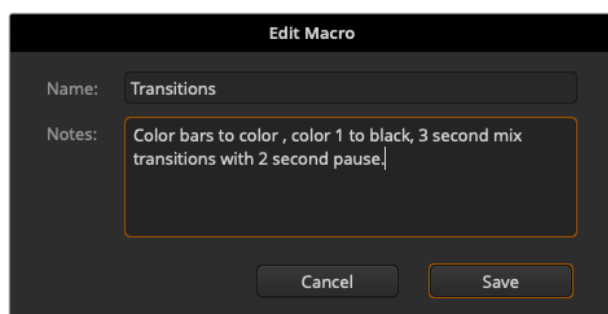 Edit Macro
Name: Transitions
Notes: Color bars to color , color 1 to black, 3 second mix
transitions with 2 second pause.
Cancel Save